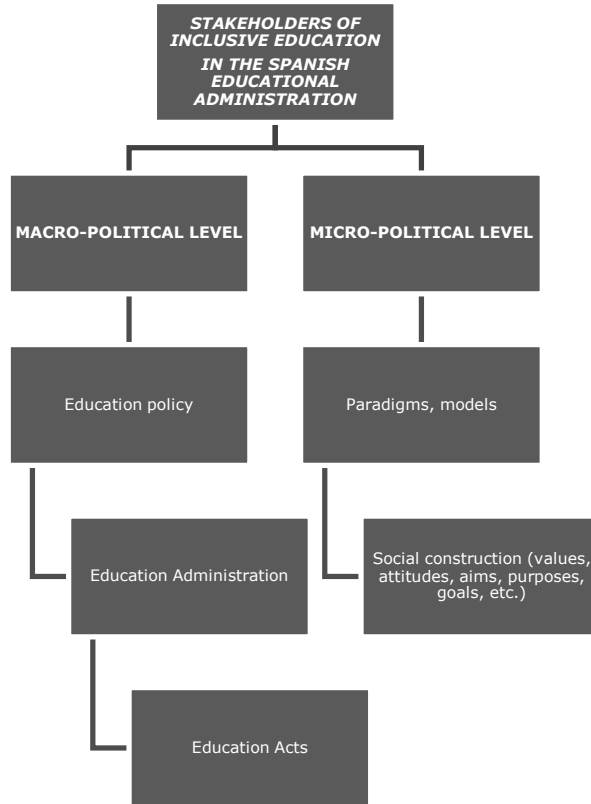 STAKEHOLDERS OF
INCLUSIVE EDUCATION
IN THE SPANISH
EDUCATIONAL
ADMINISTRATION
MACRO-POLITICAL LEVEL
MICRO-POLITICAL LEVEL
Education policy
Paradigms, models
Education Administration
Social construction (values,
attitudes, aims, purposes,
goals, etc.)
Education Acts